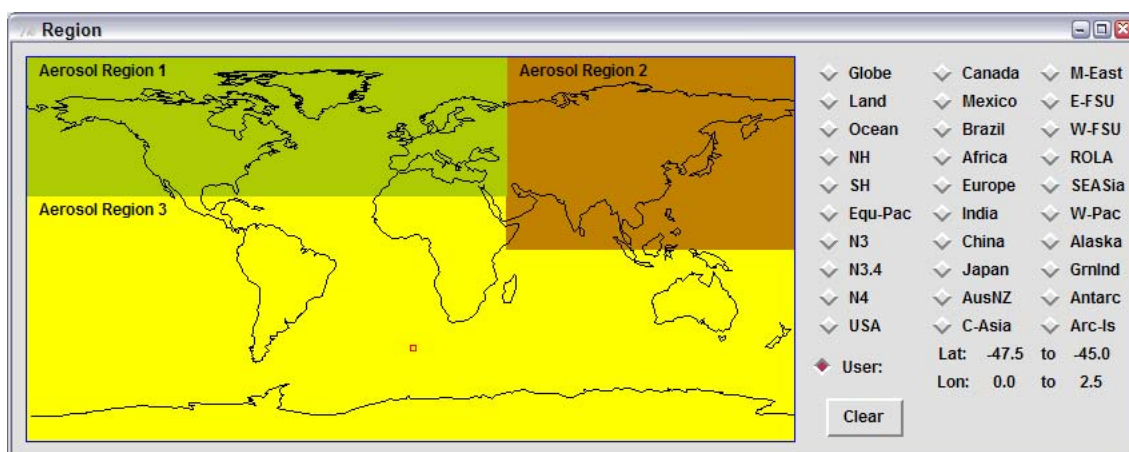 Region
Aerosol Region 1
Aerosol Region 2
Aerosol Region 3
Globe Canada M-East
Land Mexico E-FSU
Ocean Brazil W-FSU
NH Africa ROLA
SH Europe SEASia
Equ-Pac India W-Pac
N3 China Alaska
N3.4 Japan GrnInd
N4 AusNZ Antarc
USA C-Asia Arc-Is
User: Lat: -47.5 to -45.0
Lon: 0.0 to 2.5
Clear